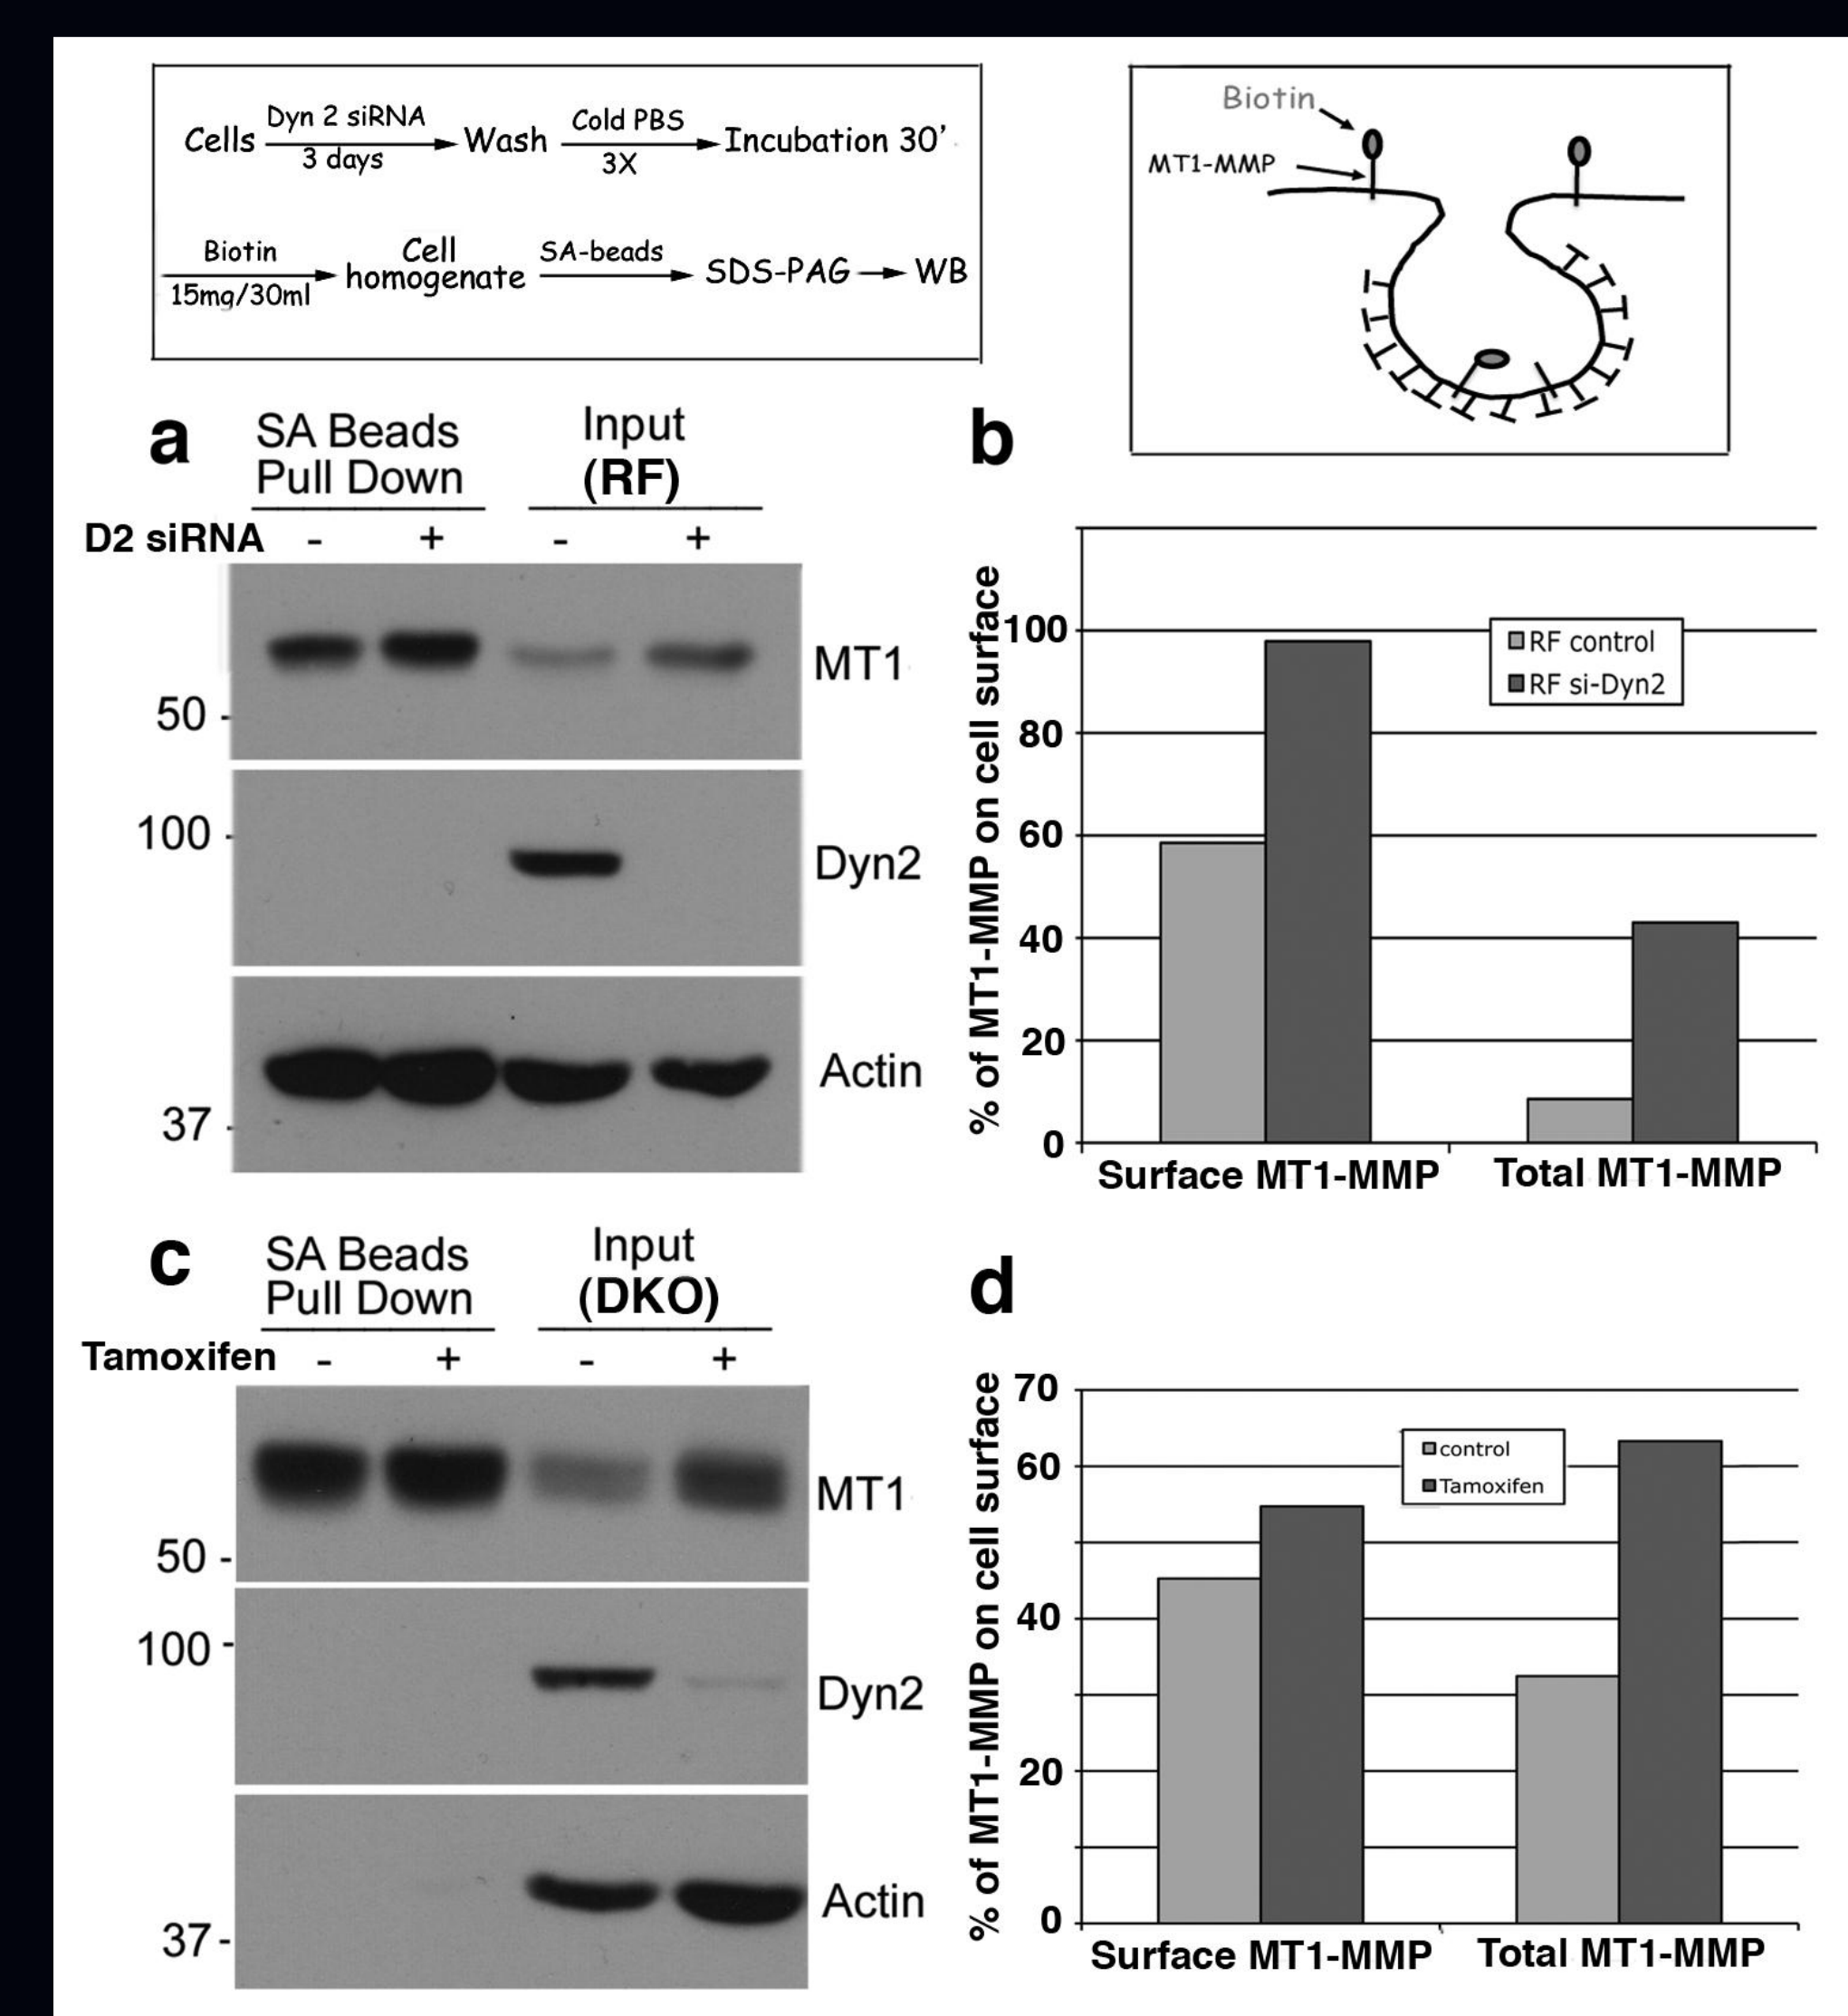 Cells Dyn 2 siRNA 3 days Wash Cold PBS 3X Incubation 30'
Biotin 15mg/30ml Cell homogenate SA-beads SDS-PAG WB
Biotin
MT1-MMP
a
SA Beads
Pull Down
Input
(RF)
D2 siRNA - + - +
MT1
50 -
100 -
Dyn2
Actin
37 -
b
% of MT1-MMP on cell surface
100
80
60
40
20
0
RF control
RF si-Dyn2
Surface MT1-MMP Total MT1-MMP
c
SA Beads
Pull Down
Input
(DKO)
Tamoxifen - + - +
MT1
50 -
100 -
Dyn2
Actin
37 -
d
% of MT1-MMP on cell surface
70
60
40
20
0
control
Tamoxifen
Surface MT1-MMP Total MT1-MMP